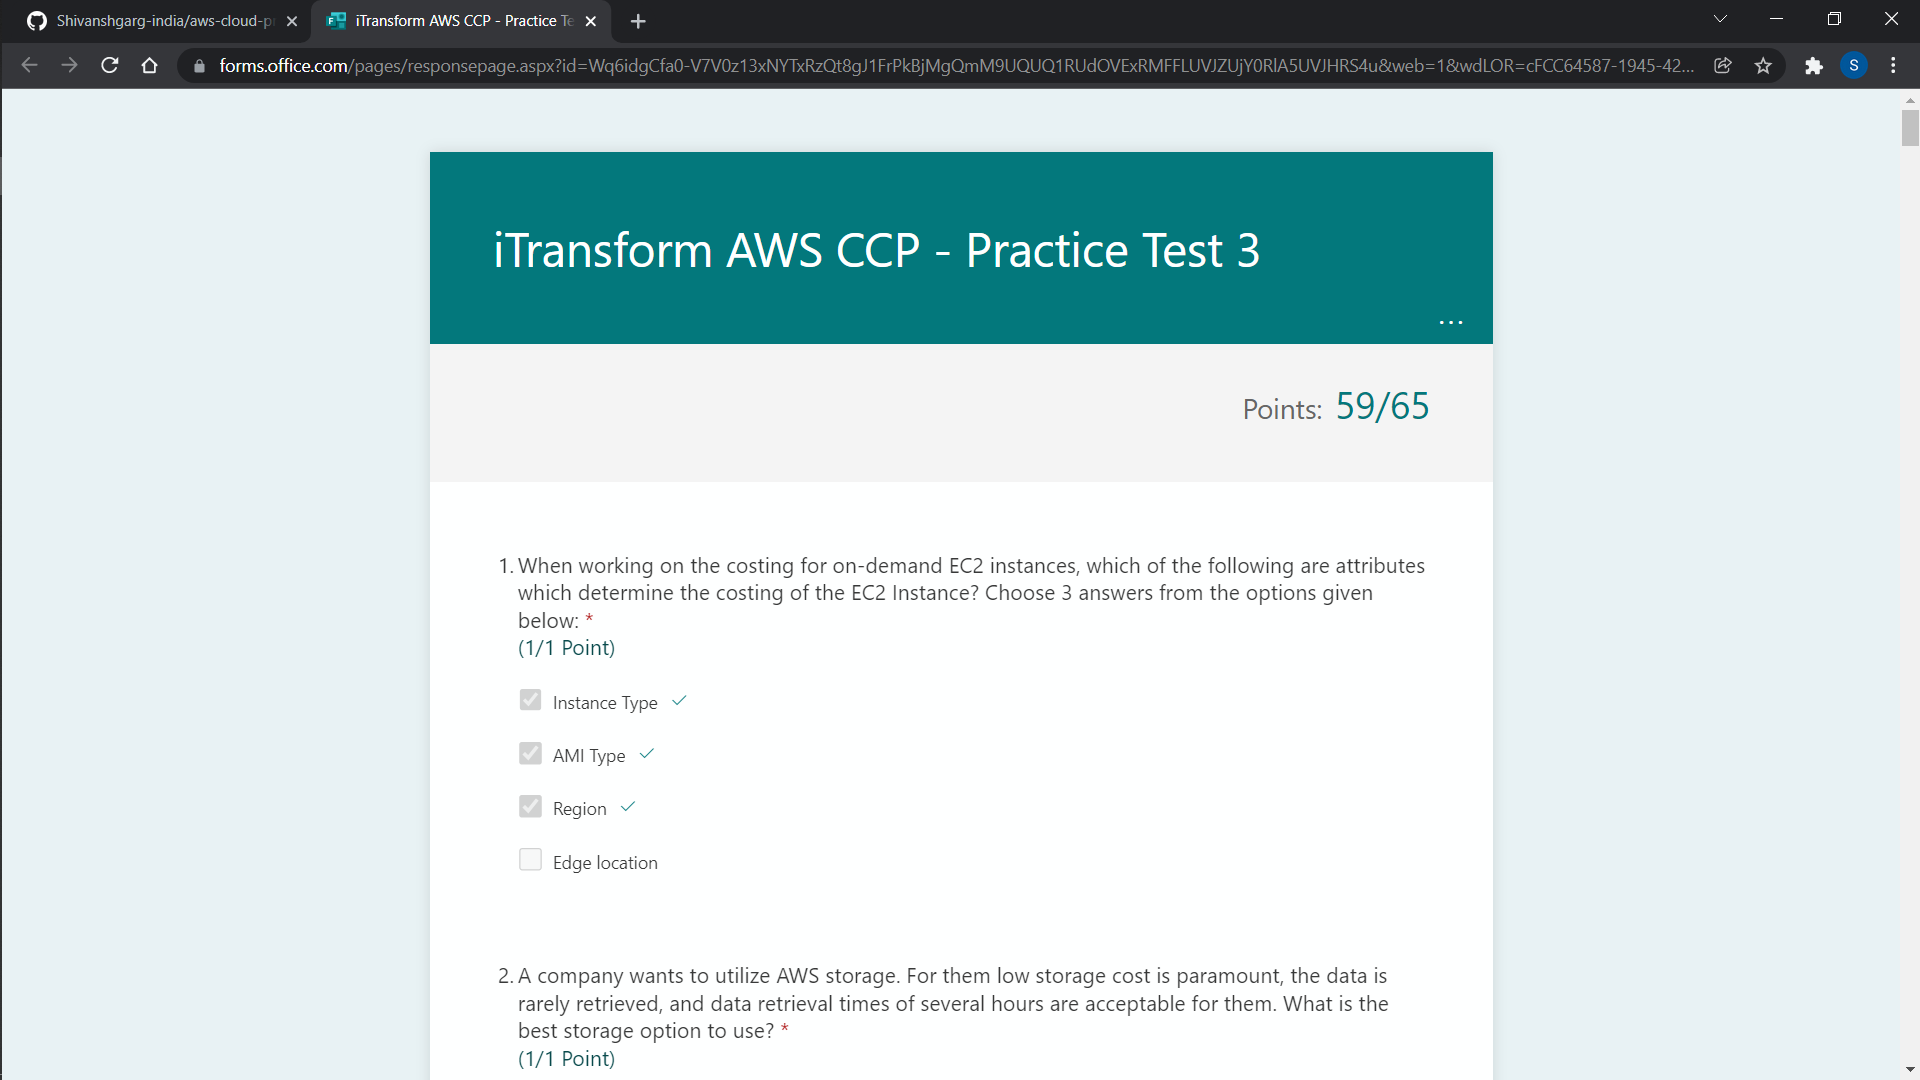 Shivanshgarg-india/aws-cloud-p
iTransform AWS CCP - Practice Te
forms.office.com/pages/responsepage.aspx?id=Wq6idgCfa0-V7V0z13xNYTxRzQt8gJ1FrPkBjMgQmM9UQUQ1RUdOVExRMFFLUVJZUjY0RlA5UVJHRS4u&web=1&wdLOR=cFCC64587-1945-42...
S
iTransform AWS CCP - Practice Test 3
...
Points: 59/65
1. When working on the costing for on-demand EC2 instances, which of the following are attributes
which determine the costing of the EC2 Instance? Choose 3 answers from the options given
below: *
(1/1 Point)
Instance Type
AMI Type
Region
Edge location
2. A company wants to utilize AWS storage. For them low storage cost is paramount, the data is
rarely retrieved, and data retrieval times of several hours are acceptable for them. What is the
best storage option to use? *
(1/1 Point)